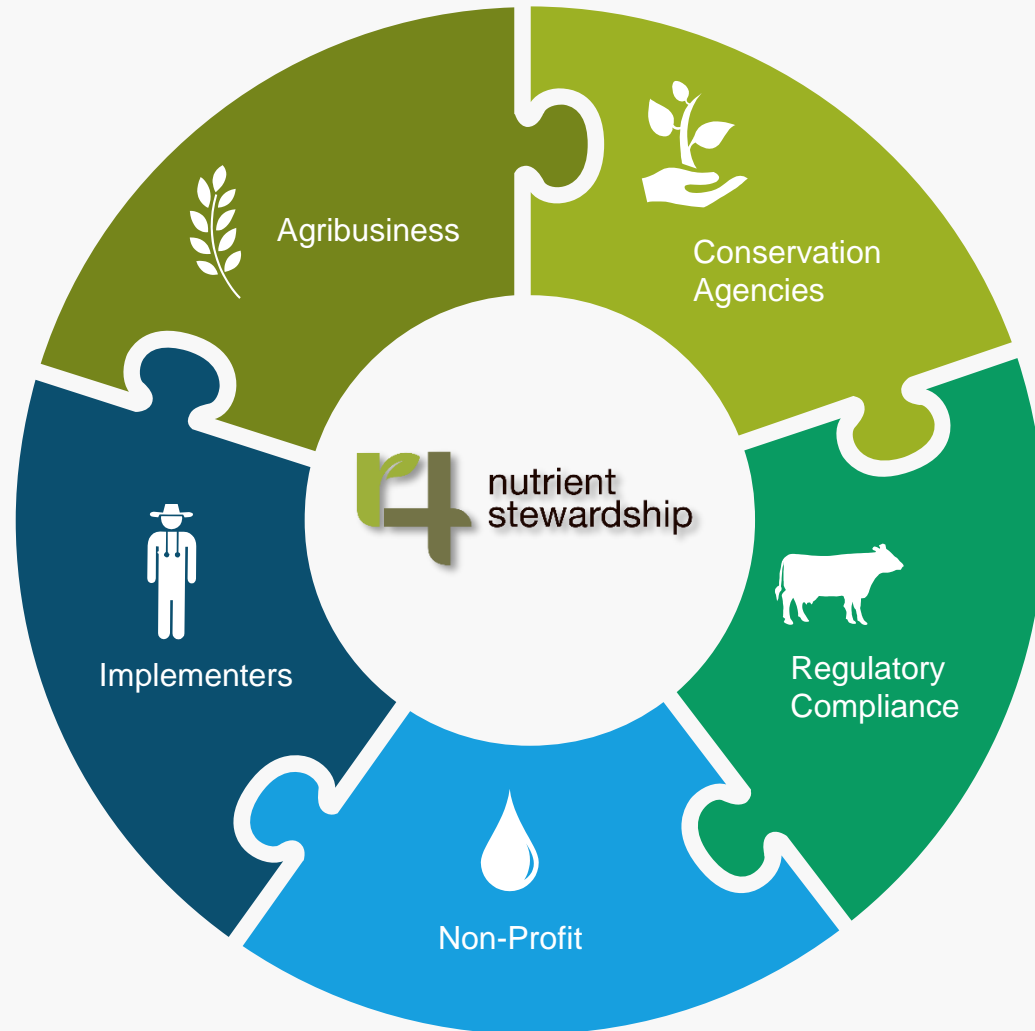 Agribusiness
Conservation
Agencies
r4 nutrient
stewardship
Implementers
Regulatory
Compliance
Non-Profit